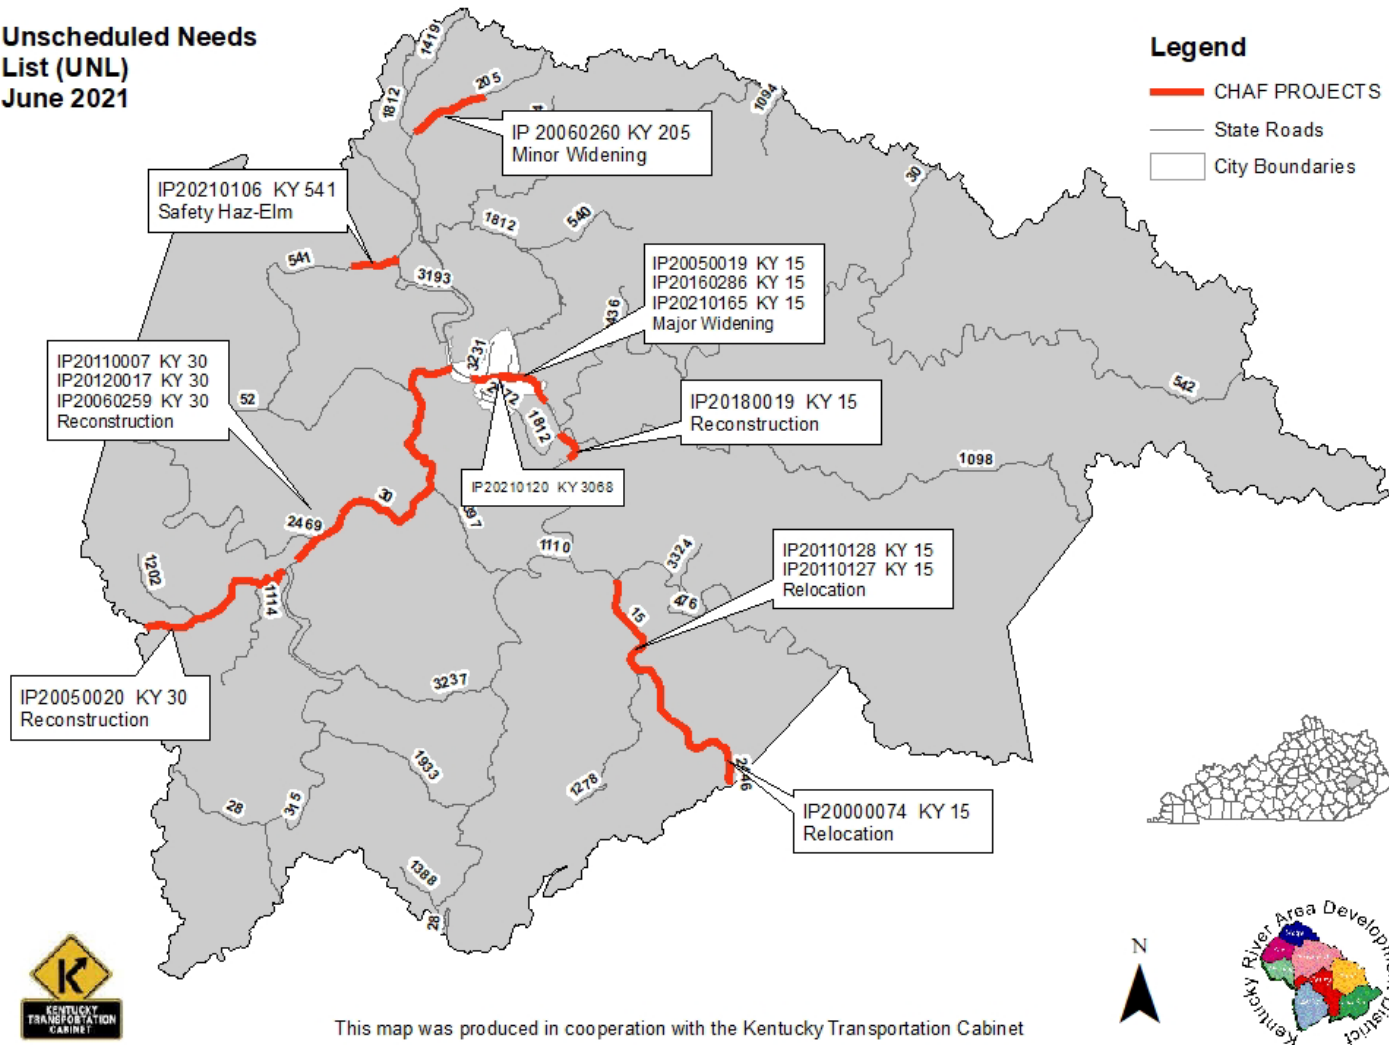 Unscheduled Needs
List (UNL)
June 2021
Legend
CHAF PROJECTS
State Roads
City Boundaries
1419
205
1812
1094
IP 20060260 KY 205
Minor Widening
30
IP20210106 KY 541
Safety Haz-Elm
1812
540
541
3193
IP20050019 KY 15
IP20160286 KY 15
IP20210165 KY 15
Major Widening
436
3231
IP20110007 KY 30
IP20120017 KY 30
IP20060259 KY 30
Reconstruction
52
542
IP20180019 KY 15
Reconstruction
1812
1098
IP20210120 KY 3068
30
2469
1110
3324
IP20110128 KY 15
IP20110127 KY 15
Relocation
1202
1114
476
15
3237
IP20050020 KY 30
Reconstruction
1933
1278
28
315
IP20000074 KY 15
Relocation
1388
28
KENTUCKY
TRANSPORTATION
CABINET
N
Kentucky River Area Development District
This map was produced in cooperation with the Kentucky Transportation Cabinet